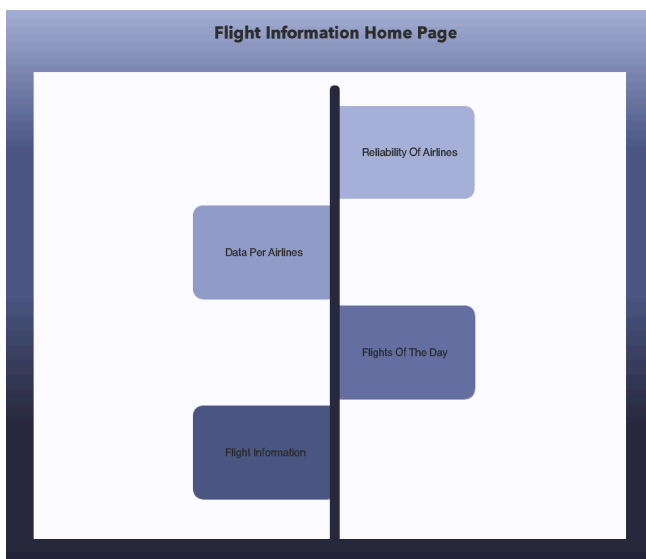 Flight Information Home Page
Reliability Of Airlines
Data Per Airlines
Flights Of The Day
Flight Information